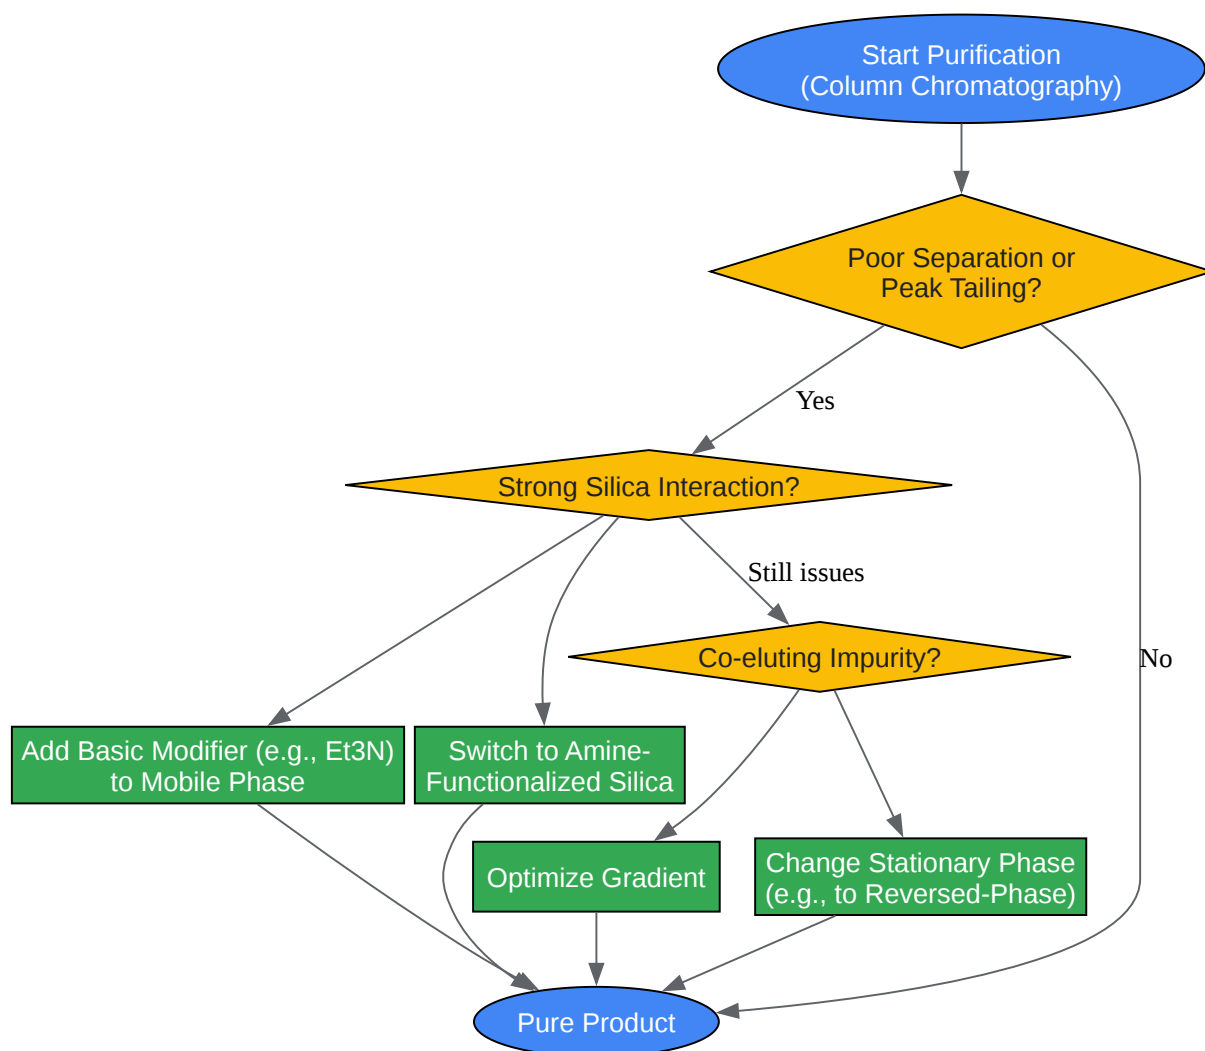 Start Purification
(Column Chromatography)
Poor Separation or
Peak Tailing?
Yes
Strong Silica Interaction?
Still issues
Co-eluting Impurity?
No
Add Basic Modifier (e.g., Et3N)
to Mobile Phase
Switch to Amine-
Functionalized Silica
Optimize Gradient
Change Stationary Phase
(e.g., to Reversed-Phase)
Pure Product